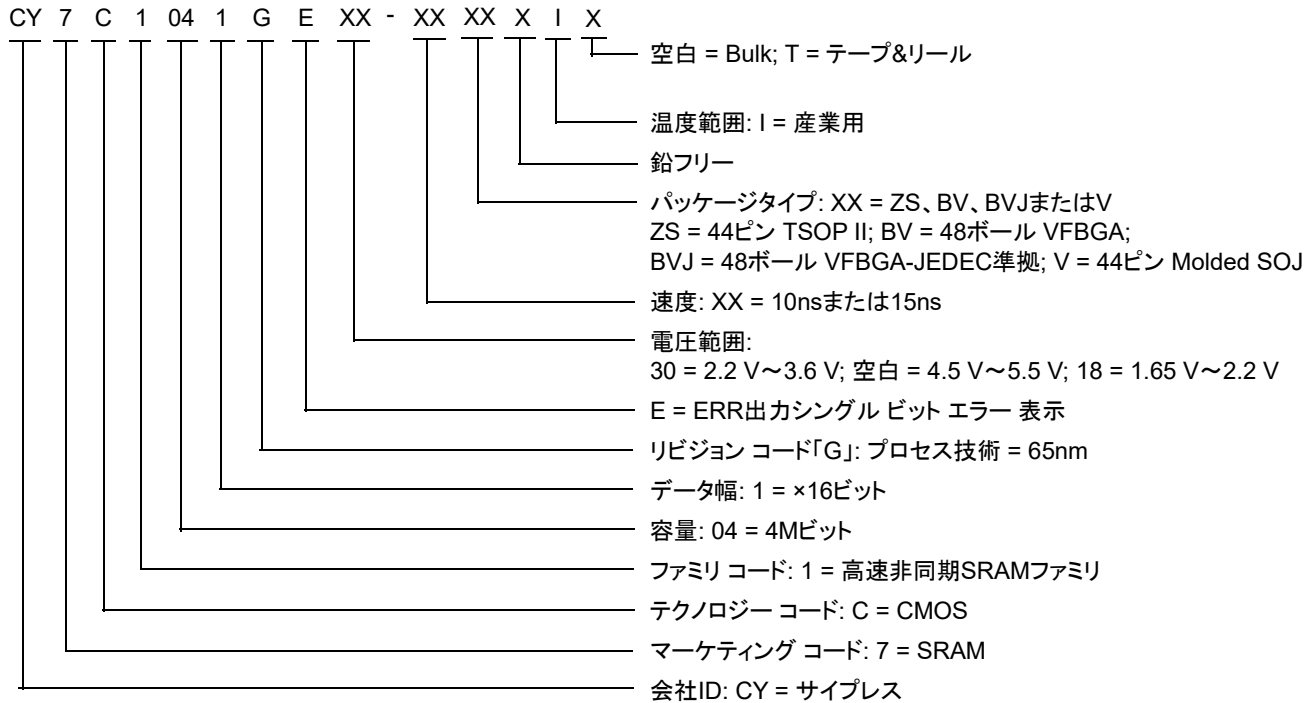 CY 7 C 1 04 1 G E XX - XX XX X I X
空白 = Bulk; T = テープ&リール
温度範囲: I = 産業用
鉛フリー
パッケージタイプ: XX = ZS、BV、BVJまたはV
ZS = 44ピン TSOP II; BV = 48ボール VFBGA;
BVJ = 48ボール VFBGA-JEDEC準拠; V = 44ピン Molded SOJ
速度: XX = 10nsまたは15ns
電圧範囲:
30 = 2.2 V～3.6 V; 空白 = 4.5 V～5.5 V; 18 = 1.65 V～2.2 V
E = ERR出力シングル ビット エラー 表示
リビジョン コード「G」: プロセス技術 = 65nm
データ幅: 1 = ×16ビット
容量: 04 = 4Mビット
ファミリ コード: 1 = 高速非同期SRAMファミリ
テクノロジー コード: C = CMOS
マーケティング コード: 7 = SRAM
会社ID: CY = サイプレス